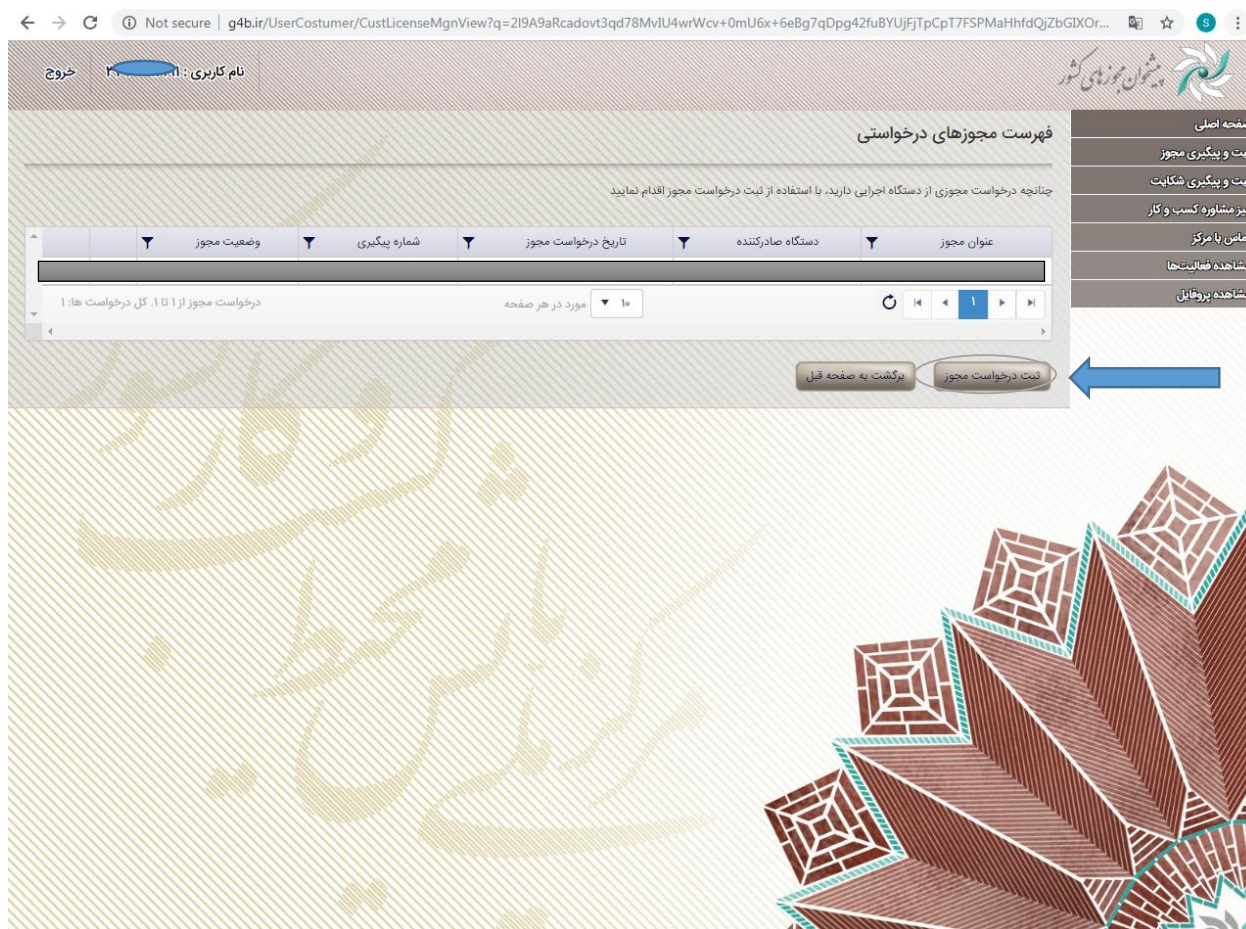 Not secure | g4b.ir/UserCostumer/CustLicenseMgnView?q=2I9A9aRcadovt3qd78MvIU4wrWcv+0mU6x+6eBg7qDpg42fuBYUjFjTpCpT7FSPMaHhfdQjZbGIXOr...
S
پیشخوان مجوزهای کشور
نام کاربری :
خروج
صفحه اصلی
ثبت و پیگیری مجوز
ثبت و پیگیری شکایت
میز مشاوره کسب و کار
تماس با مرکز
مشاهده فعالیت‌ها
مشاهده پروفایل
فهرست مجوزهای درخواستی
چنانچه درخواست مجوزی از دستگاه اجرایی دارید، با استفاده از ثبت درخواست مجوز اقدام نمایید
عنوان مجوز دستگاه صادرکننده تاریخ درخواست مجوز شماره پیگیری وضعیت مجوز
۱ ۱۰ مورد در هر صفحه درخواست مجوز از ۱ تا ۱. کل درخواست ها: ۱
ثبت درخواست مجوز برگشت به صفحه قبل